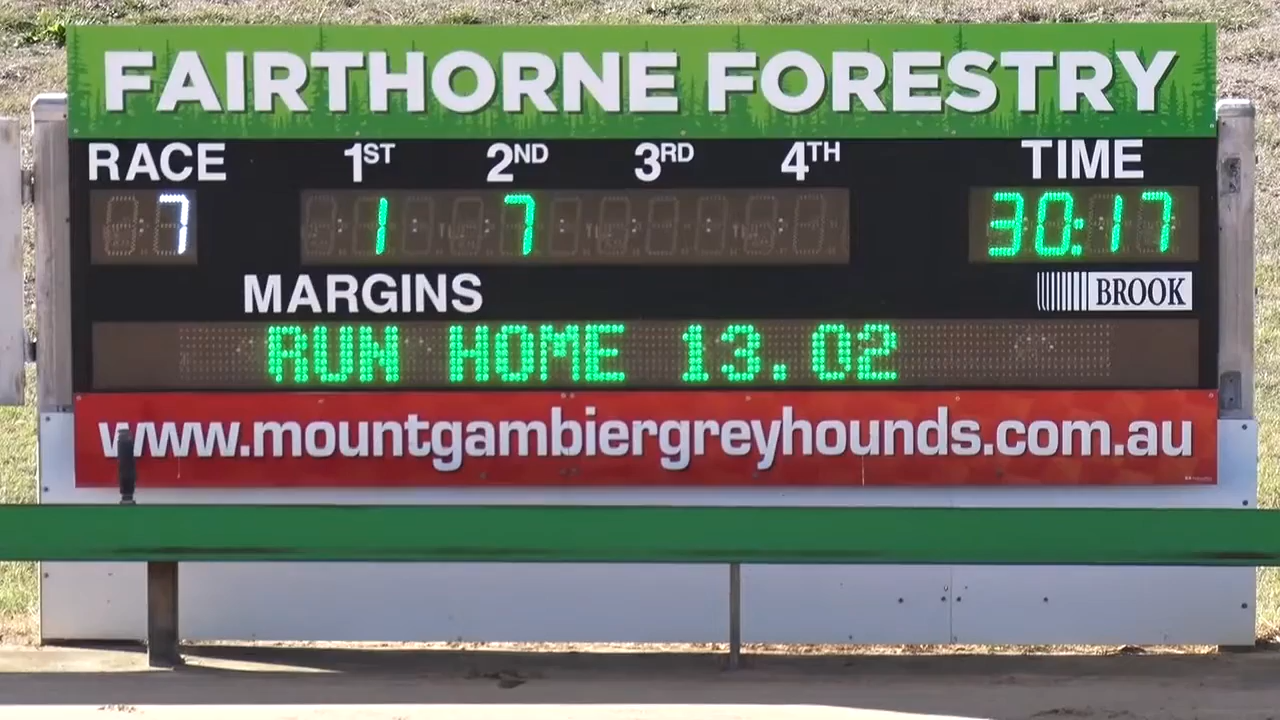 FAIRTHORNE FORESTRY
RACE 1ST 2ND 3RD 4TH TIME
7 1 7 30:17
MARGINS BROOK
RUN HOME 13.02
www.mountgambiergreyhounds.com.au